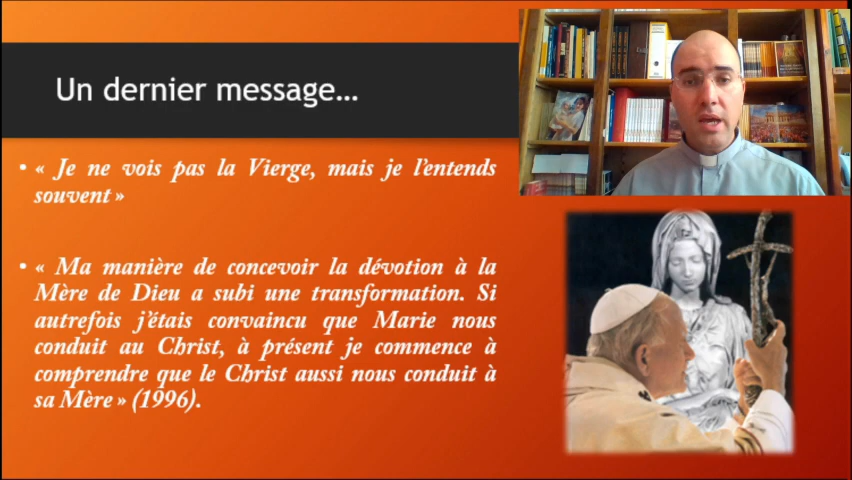 Un dernier message...
• « Je ne vois pas la Vierge, mais je l'entends
souvent »
• « Ma manière de concevoir la dévotion à la
Mère de Dieu a subi une transformation. Si
autrefois j'étais convaincu que Marie nous
conduit au Christ, à présent je commence à
comprendre que le Christ aussi nous conduit à
sa Mère » (1996).